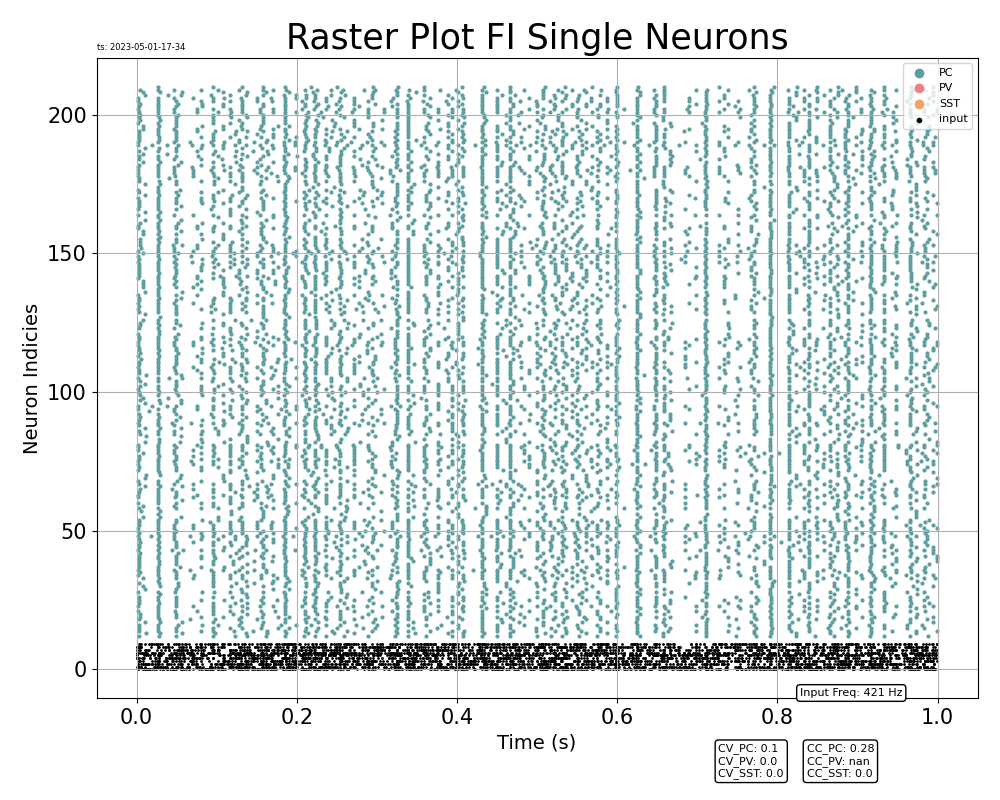 Raster Plot FI Single Neurons
ts: 2023-05-01-17-34
PC
PV
SST
input
200
150
100
50
0
Neuron Indicies
0.0 0.2 0.4 0.6 0.8 1.0
Time (s)
Input Freq: 421 Hz
CV_PC: 0.1
CV_PV: 0.0
CV_SST: 0.0
CC_PC: 0.28
CC_PV: nan
CC_SST: 0.0